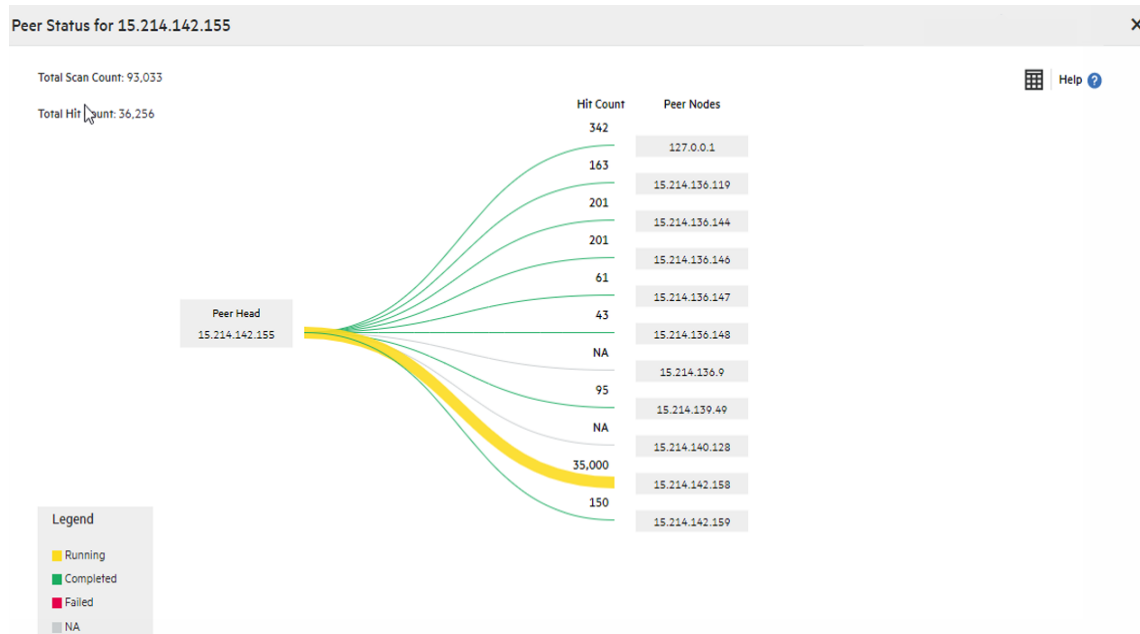 Peer Status for 15.214.142.155
Total Scan Count: 93,033
Help ?
Total Hit unt: 36,256
Hit Count Peer Nodes
342
127.0.0.1
163
15.214.136.119
201
15.214.136.144
201
15.214.136.146
61
15.214.136.147
43
15.214.136.148
NA
15.214.136.9
95
15.214.139.49
NA
15.214.140.128
35,000
15.214.142.158
150
15.214.142.159
Peer Head
15.214.142.155
Legend
Running
Completed
Failed
NA